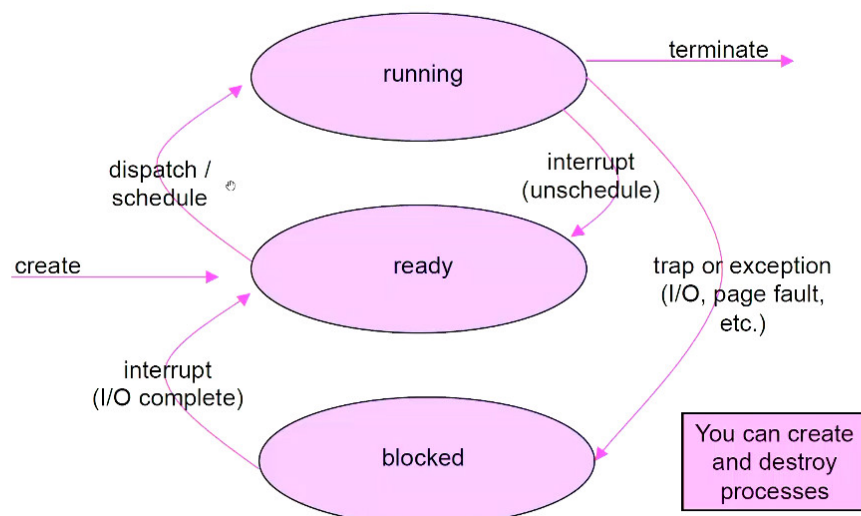 running
terminate
dispatch /
schedule
interrupt
(unschedule)
create
ready
trap or exception
(I/O, page fault,
etc.)
interrupt
(I/O complete)
blocked
You can create
and destroy
processes